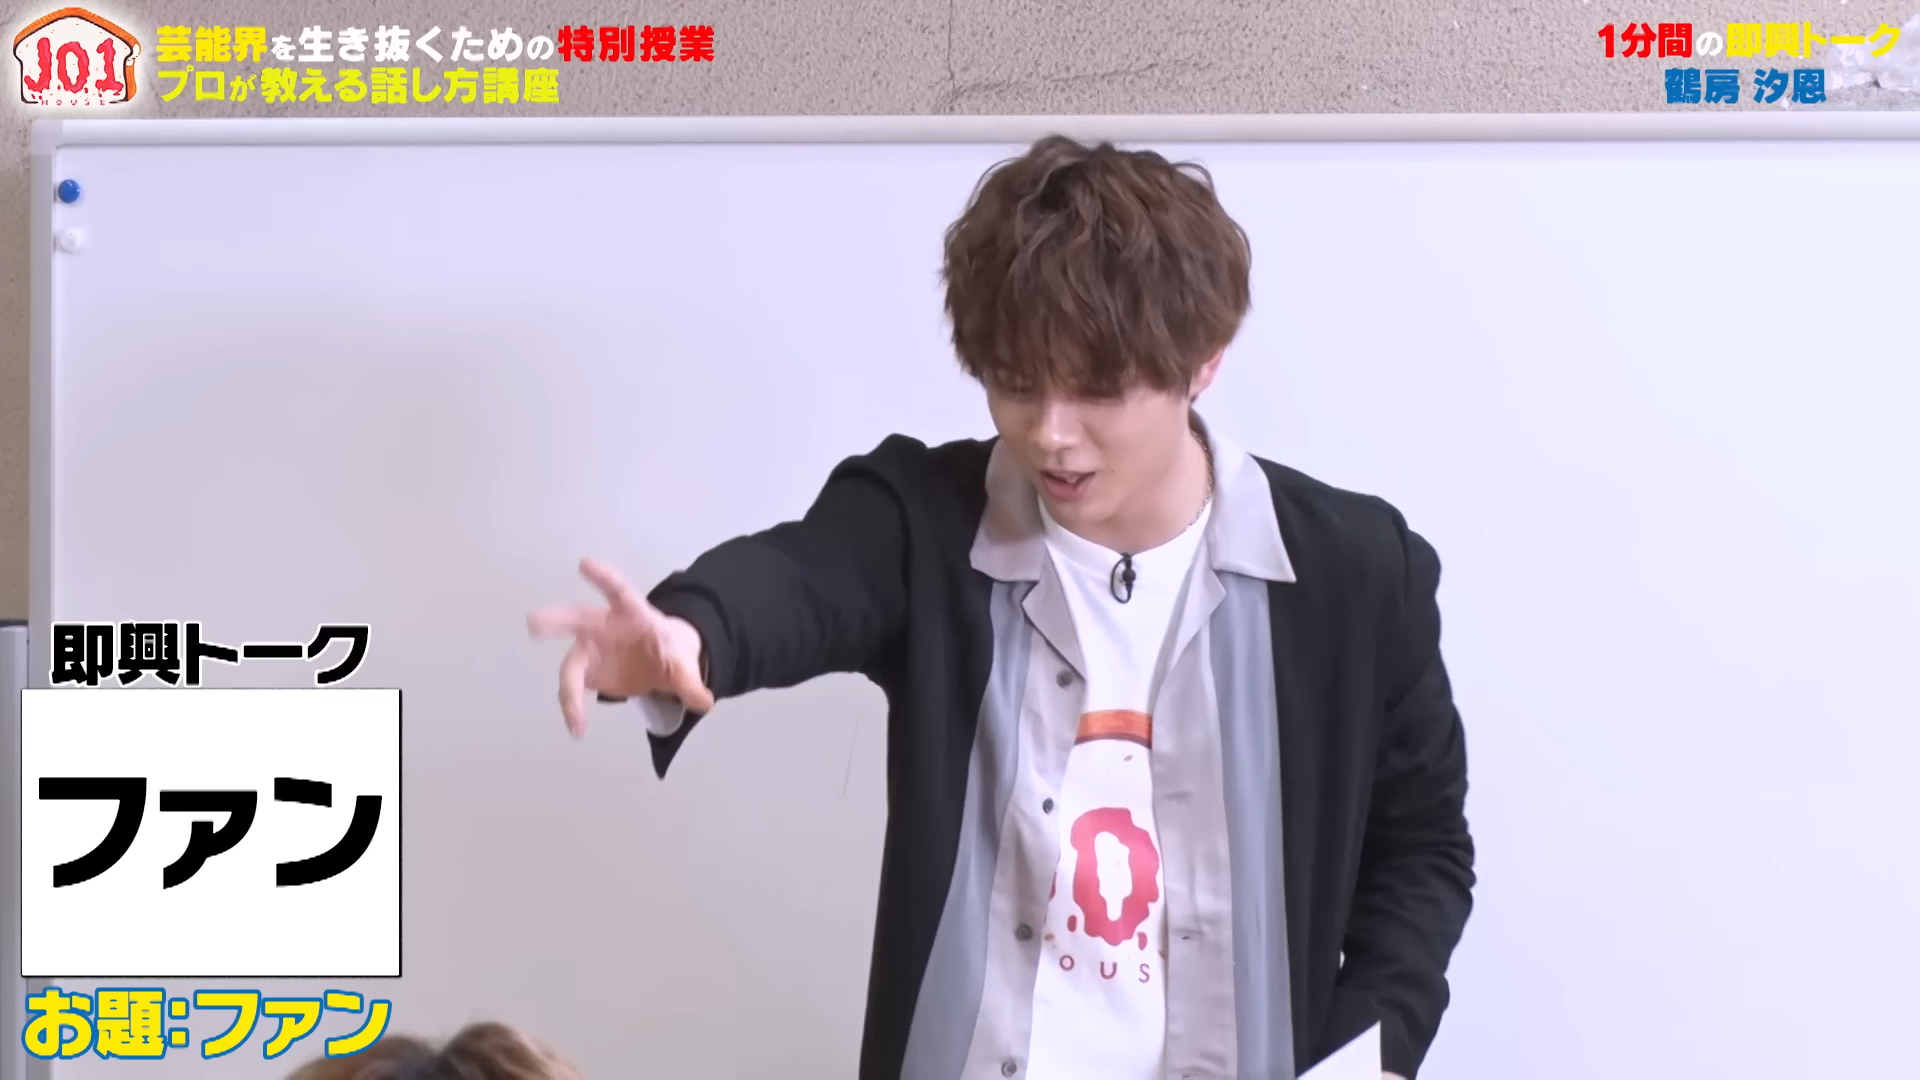 JO1
HOUSE
芸能界を生き抜くための特別授業
プロが教える話し方講座
1分間の即興トーク
鶴房 汐恩
即興トーク
ファン
お題:ファン
J.O.
OUS